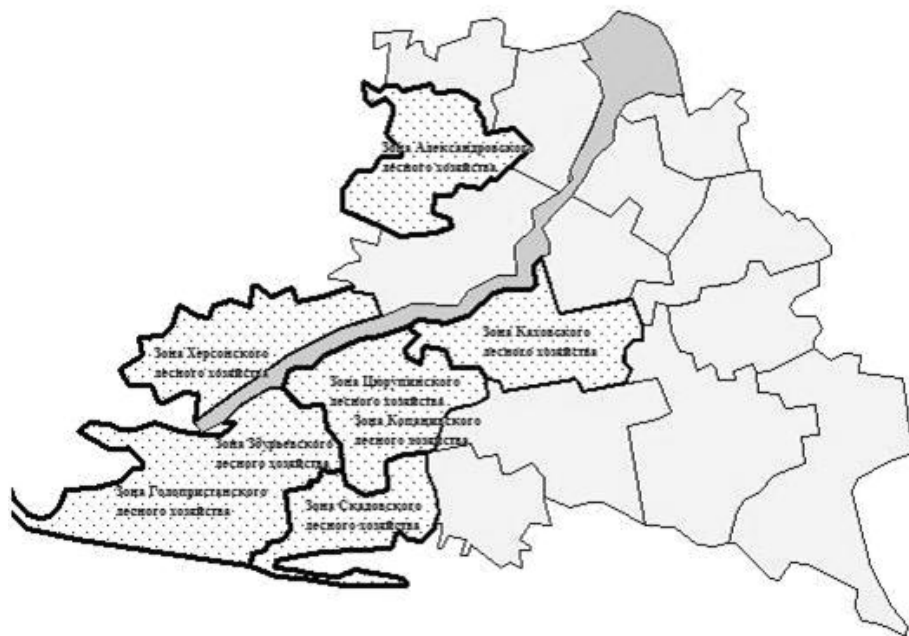 Зона Александровского
лесного хозяйства
Зона Каховского
лесного хозяйства
Зона Херсонского
лесного хозяйства
Зона Цюрупинского
лесного хозяйства
Зона Копанивского
лесного хозяйства
Зона Збурьевского
лесного хозяйства
Зона Голопристанского
лесного хозяйства
Зона Скадовского
лесного хозяйства